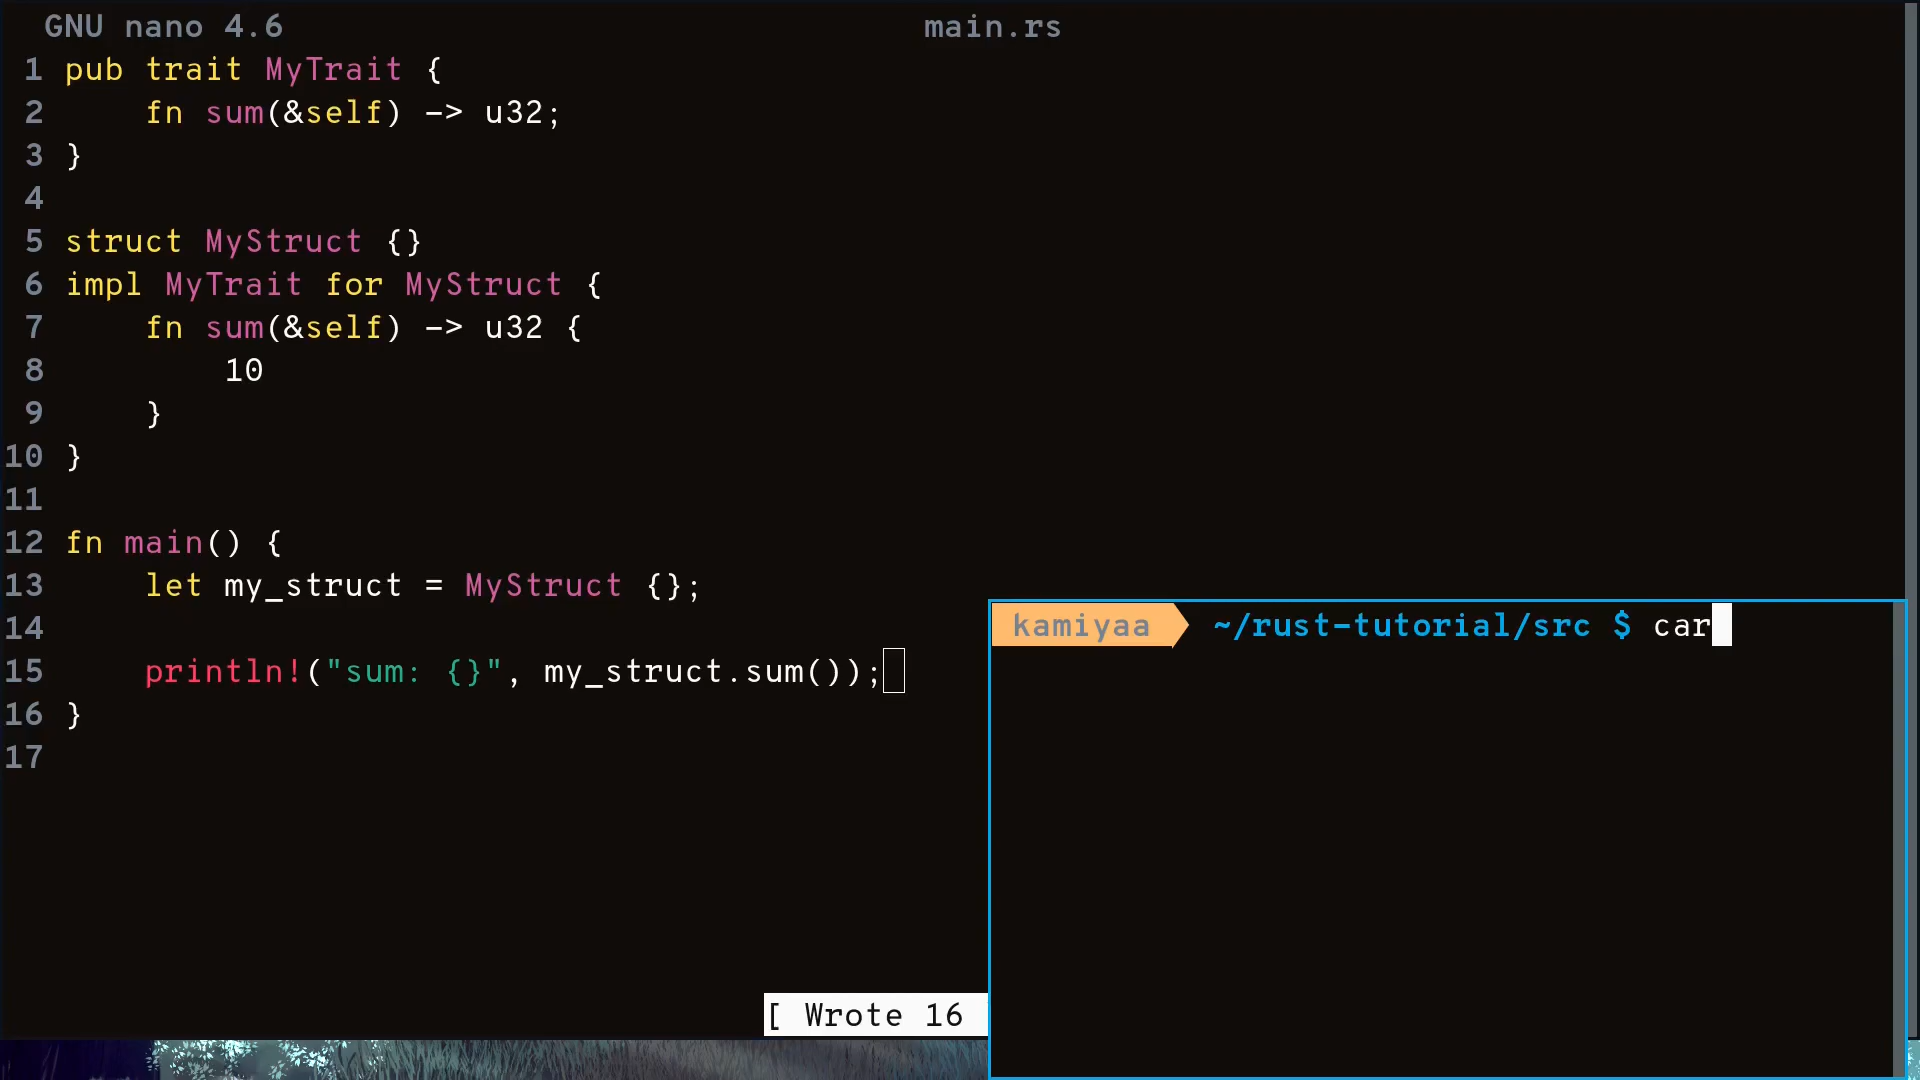 GNU nano 4.6 main.rs
1 pub trait MyTrait {
2     fn sum(&self) -> u32;
3 }
4
5 struct MyStruct {}
6 impl MyTrait for MyStruct {
7     fn sum(&self) -> u32 {
8         10
9     }
10 }
11
12 fn main() {
13     let my_struct = MyStruct {};
14
15     println!("sum: {}", my_struct.sum());
16 }
17
[ Wrote 16
kamiyaa ~/rust-tutorial/src $ car